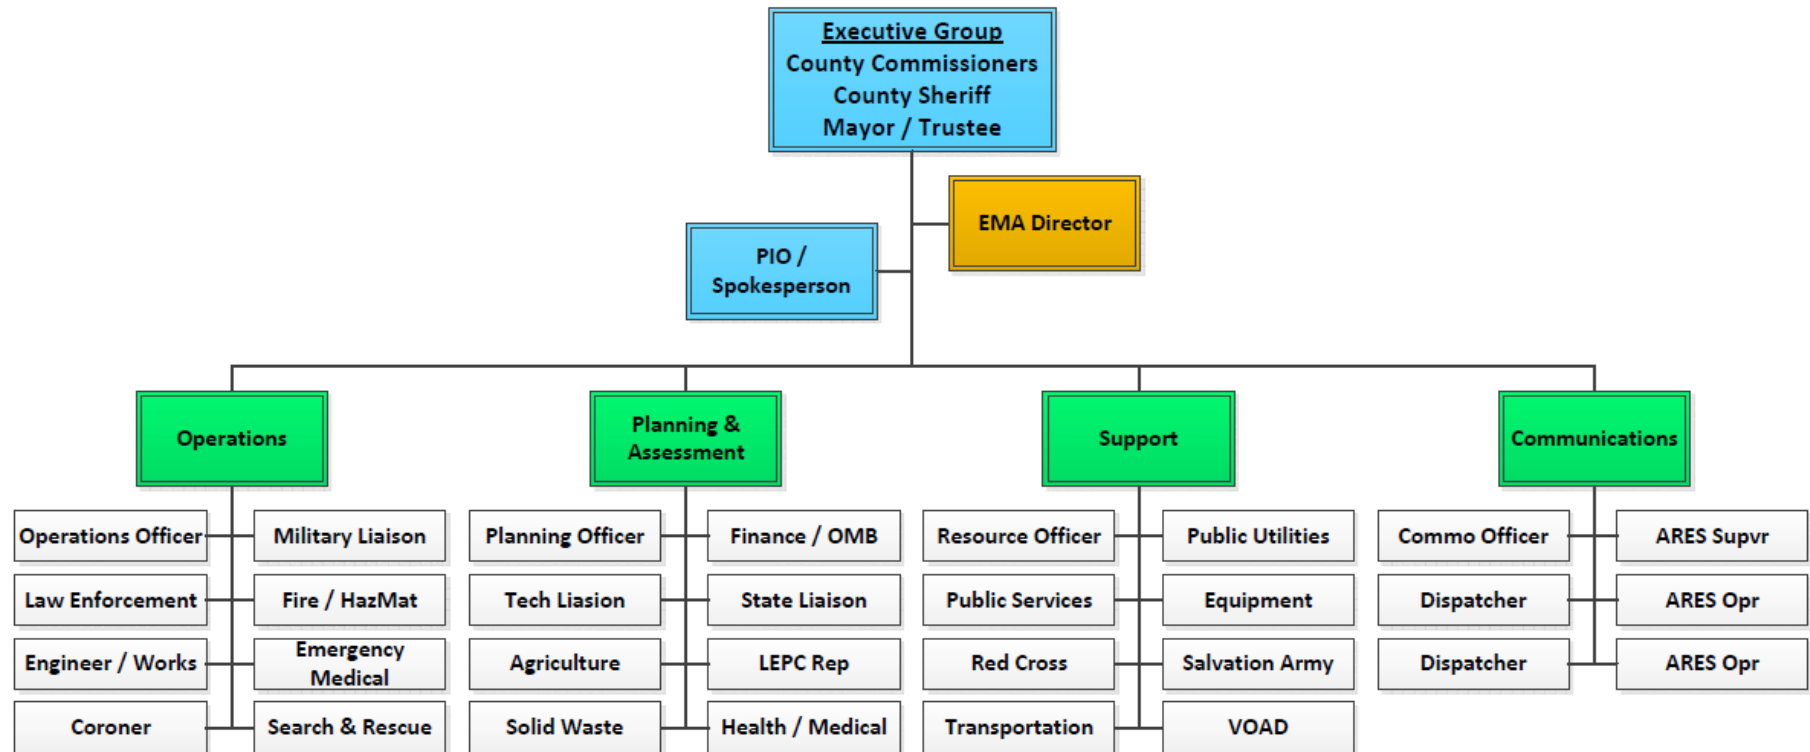 Executive Group
County Commissioners
County Sheriff
Mayor / Trustee
EMA Director
PIO /
Spokesperson
Operations
Planning &
Assessment
Support
Communications
Operations Officer
Military Liaison
Planning Officer
Finance / OMB
Resource Officer
Public Utilities
Commo Officer
ARES Supvr
Law Enforcement
Fire / HazMat
Tech Liasion
State Liaison
Public Services
Equipment
Dispatcher
ARES Opr
Engineer / Works
Emergency
Medical
Agriculture
LEPC Rep
Red Cross
Salvation Army
Dispatcher
ARES Opr
Coroner
Search & Rescue
Solid Waste
Health / Medical
Transportation
VOAD